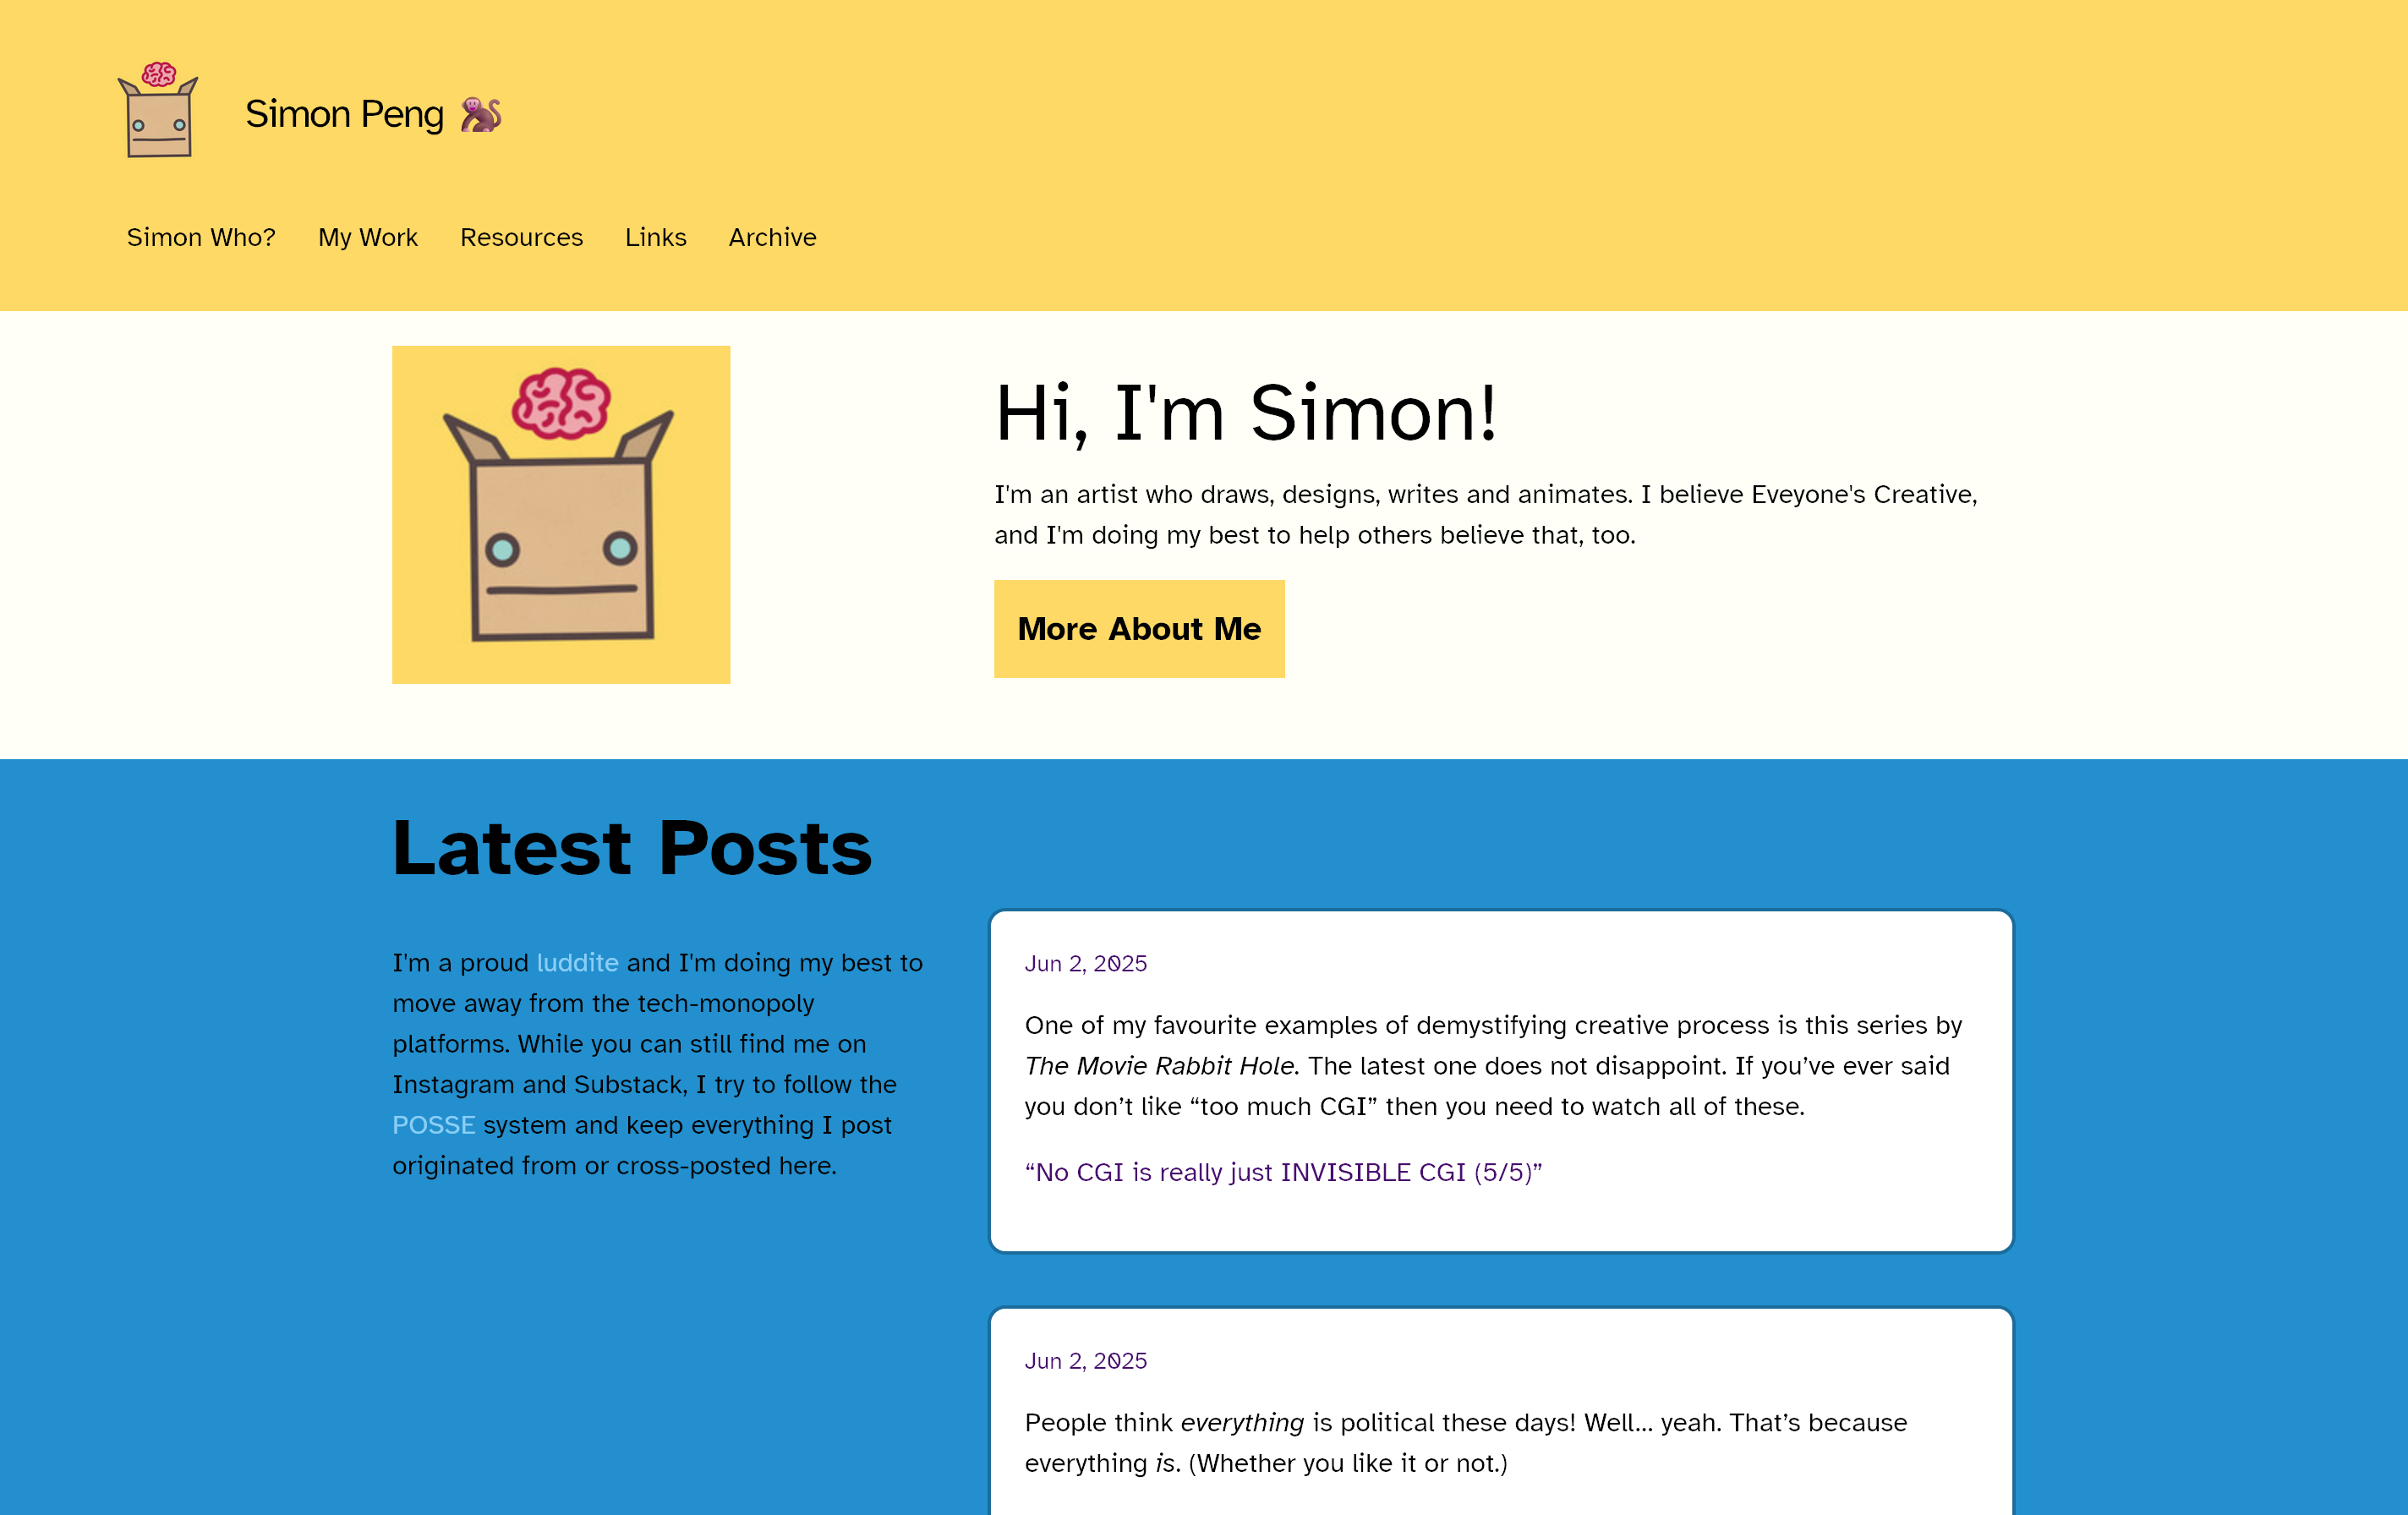 Simon Peng 🐒
Simon Who? My Work Resources Links Archive
Hi, I'm Simon!
I'm an artist who draws, designs, writes and animates. I believe Eveyone's Creative,
and I'm doing my best to help others believe that, too.
More About Me
Latest Posts
I'm a proud luddite and I'm doing my best to
move away from the tech-monopoly
platforms. While you can still find me on
Instagram and Substack, I try to follow the
POSSE system and keep everything I post
originated from or cross-posted here.
Jun 2, 2025
One of my favourite examples of demystifying creative process is this series by
The Movie Rabbit Hole. The latest one does not disappoint. If you’ve ever said
you don’t like “too much CGI” then you need to watch all of these.
“No CGI is really just INVISIBLE CGI (5/5)”
Jun 2, 2025
People think everything is political these days! Well… yeah. That’s because
everything is. (Whether you like it or not.)